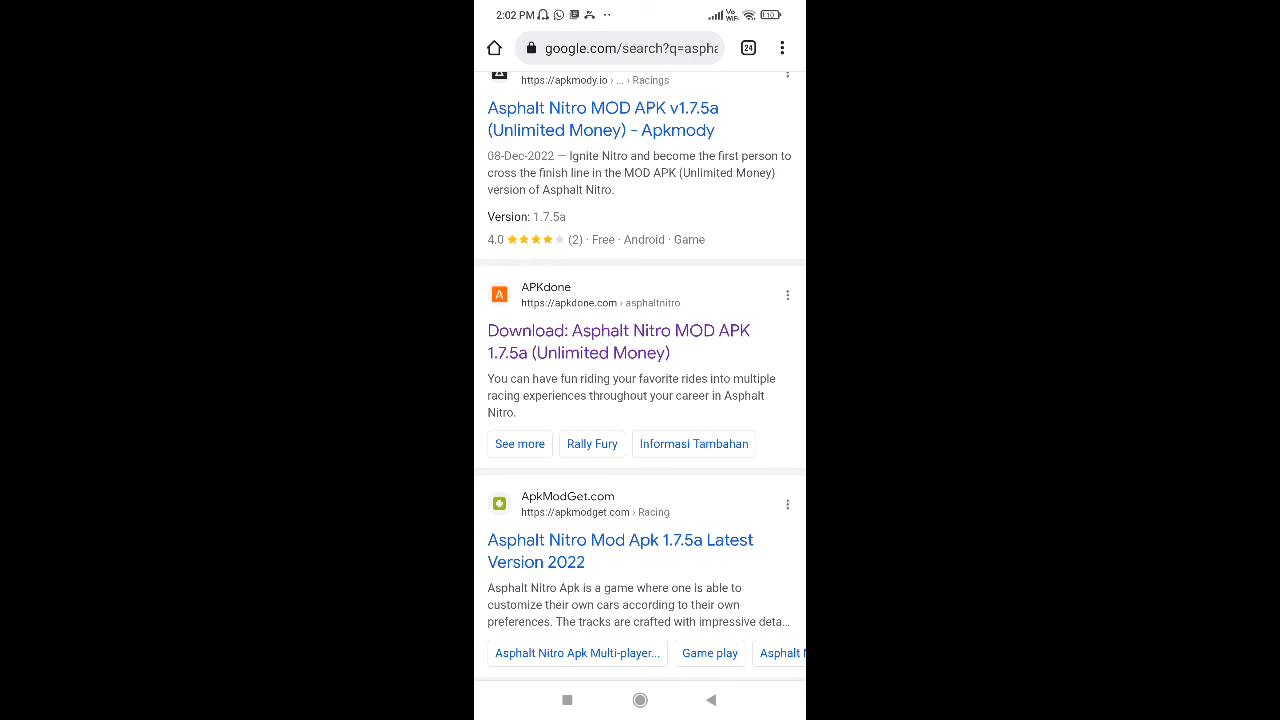 2:02 PM
Vo
WiFi
110
google.com/search?q=aspha
24
https://apkmody.io › ... › Racings
Asphalt Nitro MOD APK v1.7.5a
(Unlimited Money) - Apkmody
08-Dec-2022 — Ignite Nitro and become the first person to
cross the finish line in the MOD APK (Unlimited Money)
version of Asphalt Nitro.
Version: 1.7.5a
4.0 (2) · Free · Android · Game
APKdone
https://apkdone.com › asphaltnitro
Download: Asphalt Nitro MOD APK
1.7.5a (Unlimited Money)
You can have fun riding your favorite rides into multiple
racing experiences throughout your career in Asphalt
Nitro.
See more
Rally Fury
Informasi Tambahan
ApkModGet.com
https://apkmodget.com › Racing
Asphalt Nitro Mod Apk 1.7.5a Latest
Version 2022
Asphalt Nitro Apk is a game where one is able to
customize their own cars according to their own
preferences. The tracks are crafted with impressive deta...
Asphalt Nitro Apk Multi-player...
Game play
Asphalt N